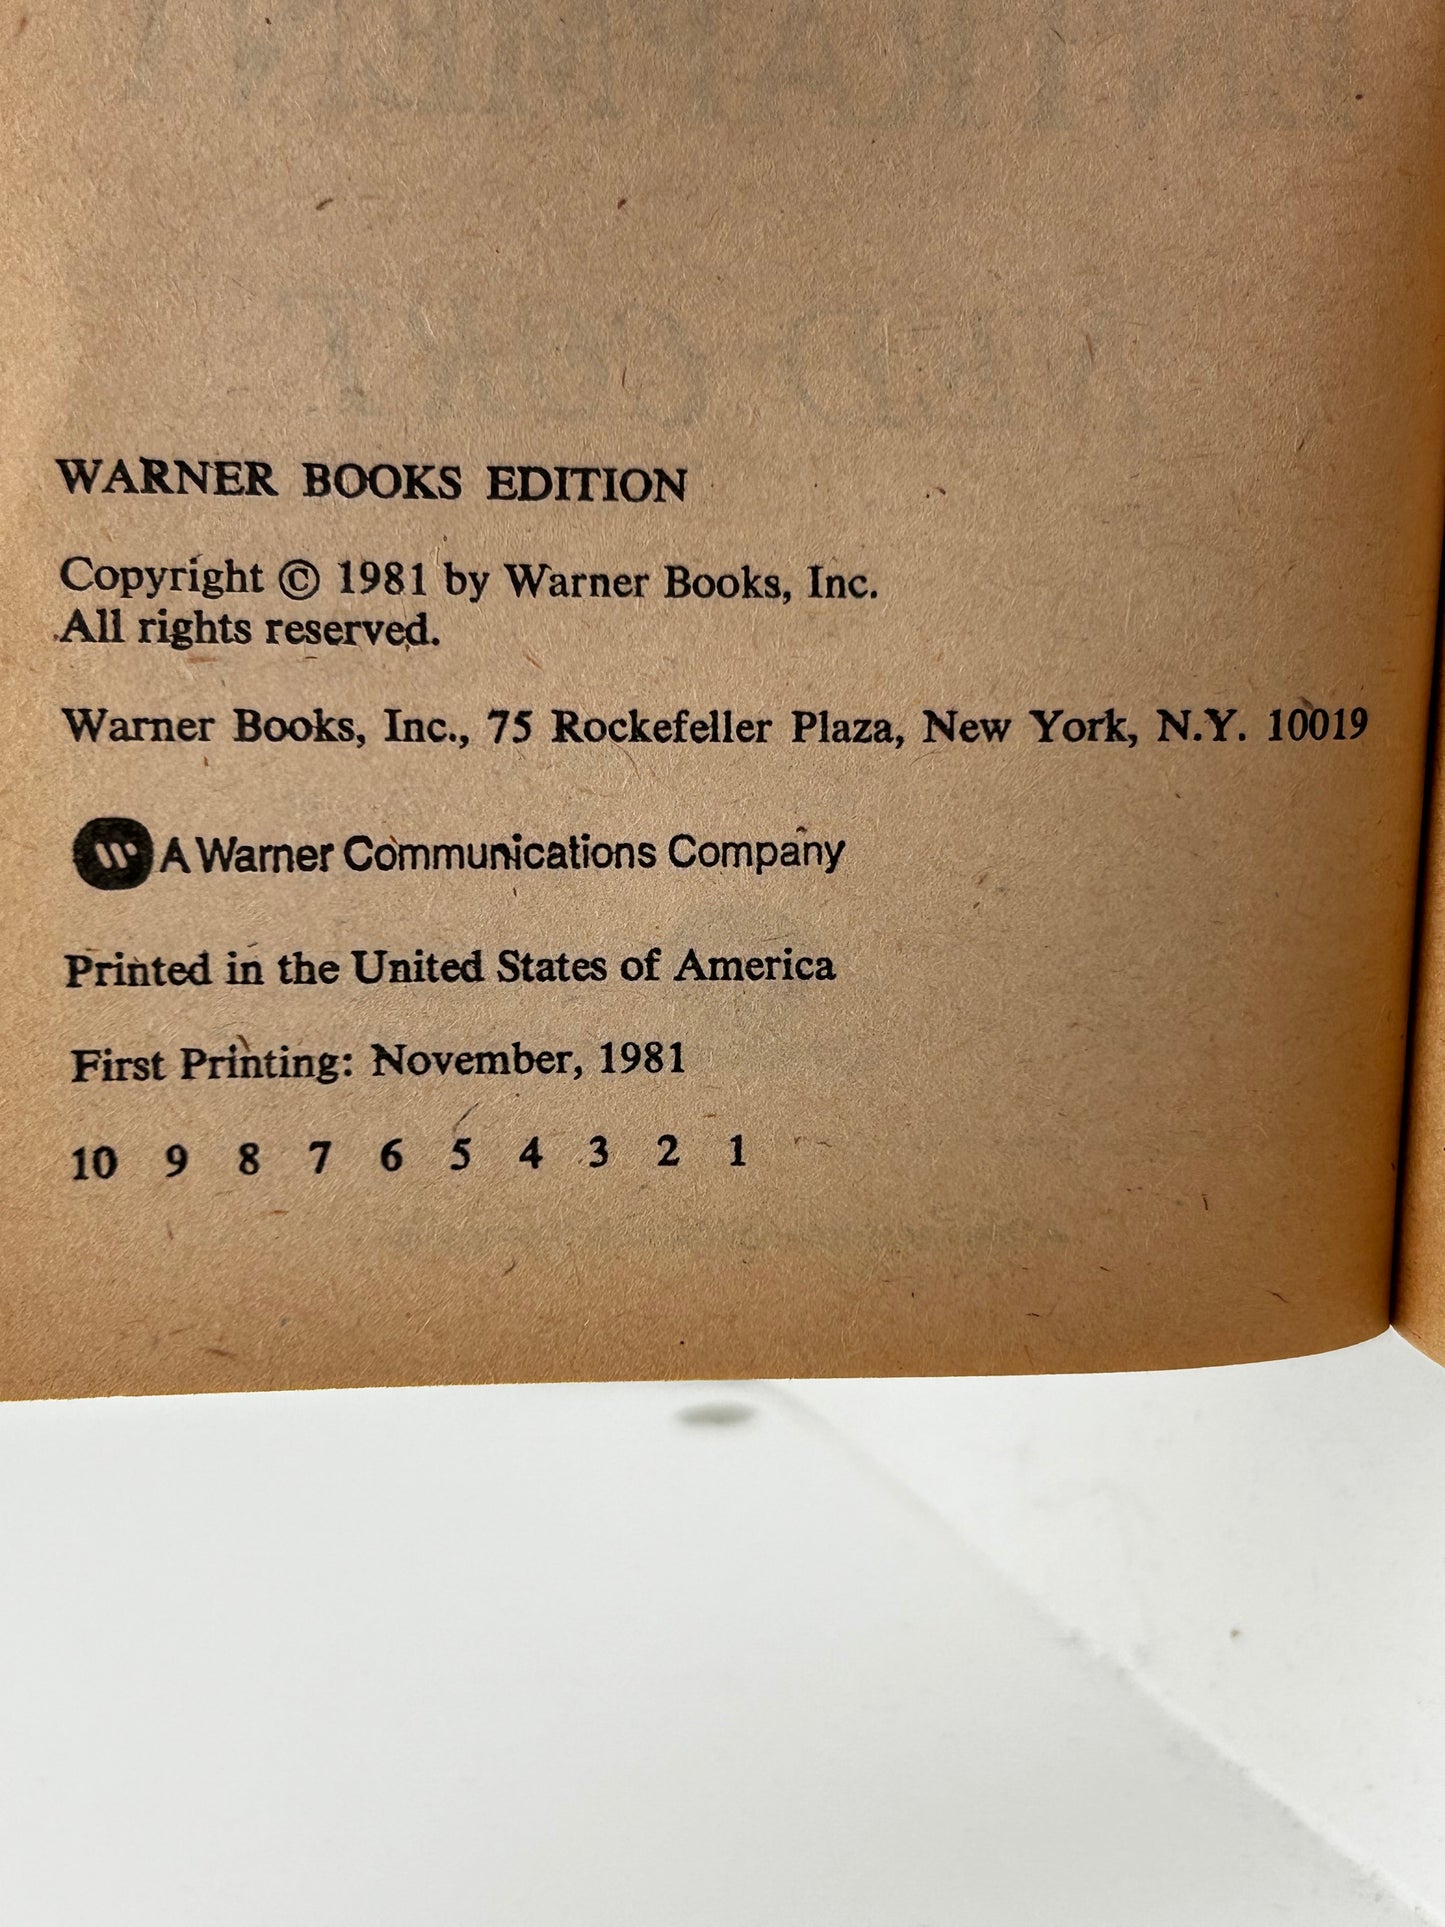 WARNER BOOKS EDITION
Copyright © 1981 by Warner Books, Inc.
All rights reserved.
Warner Books, Inc., 75 Rockefeller Plaza, New York, N.Y. 10019
A Warner Communications Company
Printed in the United States of America
First Printing: November, 1981
10 9 8 7 6 5 4 3 2 1